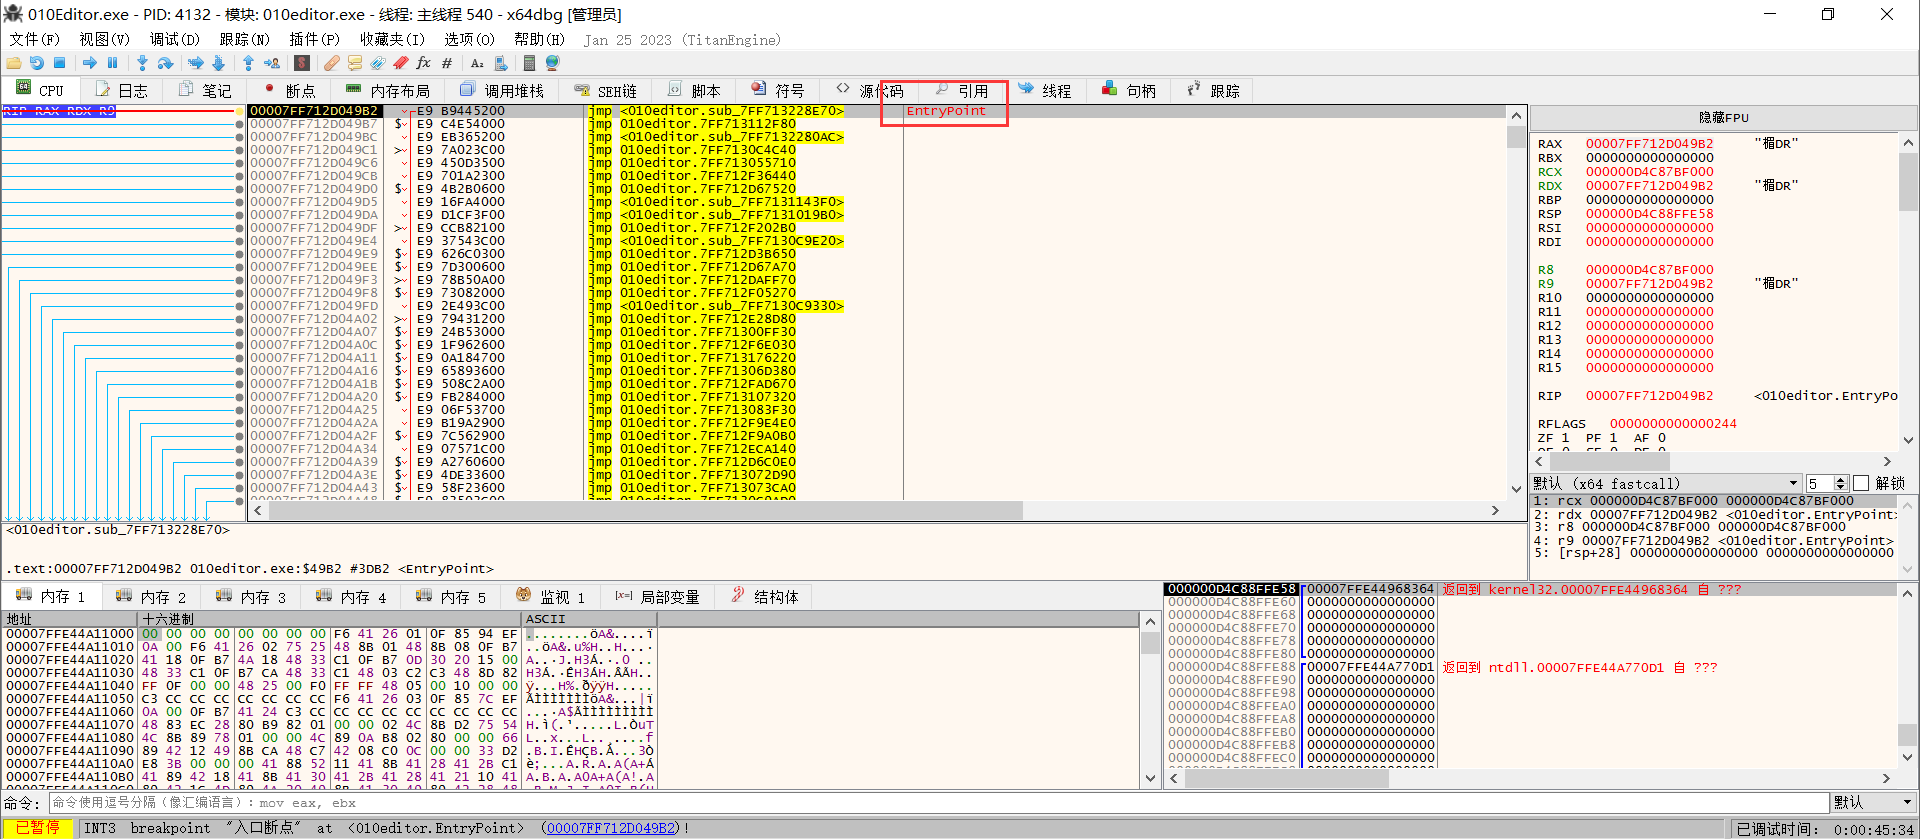 010Editor.exe - PID: 4132 - 模块: 010editor.exe - 线程: 主线程 540 - x64dbg [管理员]
文件(F) 视图(V) 调试(D) 跟踪(N) 插件(P) 收藏夹(I) 选项(O) 帮助(H) Jan 25 2023 (TitanEngine)
CPU 日志 笔记 断点 内存布局 调用堆栈 SEH链 脚本 符号 源代码 引用 线程 句柄 跟踪
RIP RAX RDX R9
00007FF712D049B2 E9 B9445200 jmp <010editor.sub_7FF713228E70> EntryPoint
00007FF712D049B7 $ E9 C4E54000 jmp 010editor.7FF713112F80
00007FF712D049BC E9 EB365200 jmp <010editor.sub_7FF7132280AC>
00007FF712D049C1 > E9 7A023C00 jmp 010editor.7FF7130C4C40
00007FF712D049C6 E9 450D3500 jmp 010editor.7FF713055710
00007FF712D049CB E9 701A2300 jmp 010editor.7FF712F36440
00007FF712D049D0 $ E9 4B2B0600 jmp 010editor.7FF712D67520
00007FF712D049D5 E9 16FA4000 jmp <010editor.sub_7FF7131143F0>
00007FF712D049DA E9 D1CF3F00 jmp <010editor.sub_7FF7131019B0>
00007FF712D049DF > E9 CCB82100 jmp 010editor.7FF712F202B0
00007FF712D049E4 E9 37543C00 jmp <010editor.sub_7FF7130C9E20>
00007FF712D049E9 $ E9 626C0300 jmp 010editor.7FF712D3B650
00007FF712D049EE $ E9 7D300600 jmp 010editor.7FF712D67A70
00007FF712D049F3 > E9 78B50A00 jmp 010editor.7FF712DAFF70
00007FF712D049F8 $ E9 73082000 jmp 010editor.7FF712F05270
00007FF712D049FD E9 2E493C00 jmp <010editor.sub_7FF7130C9330>
00007FF712D04A02 > E9 79431200 jmp 010editor.7FF712E28D80
00007FF712D04A07 $ E9 24B53000 jmp 010editor.7FF71300FF30
00007FF712D04A0C $ E9 1F962600 jmp 010editor.7FF712F6E030
00007FF712D04A11 E9 0A184700 jmp 010editor.7FF713176220
00007FF712D04A16 $ E9 65893600 jmp 010editor.7FF71306D380
00007FF712D04A1B $ E9 508C2A00 jmp 010editor.7FF712FAD670
00007FF712D04A20 $ E9 FB284000 jmp 010editor.7FF713107320
00007FF712D04A25 E9 06F53700 jmp 010editor.7FF713083F30
00007FF712D04A2A E9 B19A2900 jmp 010editor.7FF712F9E4E0
00007FF712D04A2F $ E9 7C562900 jmp 010editor.7FF712F9A0B0
00007FF712D04A34 E9 07571C00 jmp 010editor.7FF712ECA140
00007FF712D04A39 $ E9 A2760600 jmp 010editor.7FF712D6C0E0
00007FF712D04A3E $ E9 4DE33600 jmp 010editor.7FF713072D90
00007FF712D04A43 $ E9 58F23600 jmp 010editor.7FF713073CA0
隐藏FPU
RAX 00007FF712D049B2 "楣DR"
RBX 0000000000000000
RCX 000000D4C87BF000
RDX 00007FF712D049B2 "楣DR"
RBP 0000000000000000
RSP 000000D4C88FFE58
RSI 0000000000000000
RDI 0000000000000000
R8 000000D4C87BF000
R9 00007FF712D049B2 "楣DR"
R10 0000000000000000
R11 0000000000000000
R12 0000000000000000
R13 0000000000000000
R14 0000000000000000
R15 0000000000000000
RIP 00007FF712D049B2 <010editor.EntryPo
RFLAGS 0000000000000244
ZF 1 PF 1 AF 0
默认 (x64 fastcall) 5 解锁
1: rcx 000000D4C87BF000 000000D4C87BF000
2: rdx 00007FF712D049B2 <010editor.EntryPoint>
3: r8 000000D4C87BF000 000000D4C87BF000
4: r9 00007FF712D049B2 <010editor.EntryPoint>
5: [rsp+28] 0000000000000000 0000000000000000
<010editor.sub_7FF713228E70>
.text:00007FF712D049B2 010editor.exe:$49B2 #3DB2 <EntryPoint>
内存 1 内存 2 内存 3 内存 4 内存 5 监视 1 [x=] 局部变量 结构体
地址 十六进制 ASCII
00007FFE44A11000 00 00 00 00 00 00 00 00 F6 41 26 01 0F 85 94 EF ........öA&....ï
00007FFE44A11010 0A 00 F6 41 26 02 75 25 48 8B 01 48 8B 08 0F B7 ..öA&.u%H..H...·
00007FFE44A11020 41 18 0F B7 4A 18 48 33 C1 0F B7 0D 30 20 15 00 A..·J.H3Á.·.0 ..
00007FFE44A11030 48 33 C1 0F B7 CA 48 33 C1 48 03 C2 C3 48 8D 82 H3Á.·ÊH3ÁH.ÂÃH..
00007FFE44A11040 FF 0F 00 00 48 25 00 F0 FF FF 48 05 00 10 00 00 ÿ...H%.ðÿÿH.....
00007FFE44A11050 C3 CC CC CC CC CC CC CC F6 41 26 03 0F 85 7C EF ÃÌÌÌÌÌÌÌöA&...|ï
00007FFE44A11060 0A 00 0F B7 41 24 C3 CC CC CC CC CC CC CC CC CC ...·A$ÃÌÌÌÌÌÌÌÌÌ
00007FFE44A11070 48 83 EC 28 80 B9 82 01 00 00 02 4C 8B D2 75 54 H.ì(.¹.....L.ÒuT
00007FFE44A11080 4C 8B 89 78 01 00 00 4C 89 0A B8 02 80 00 00 66 L..x...L..¸....f
00007FFE44A11090 89 42 12 49 8B CA 48 C7 42 08 C0 0C 00 00 33 D2 .B.I.ÊHÇB.À...3Ò
00007FFE44A110A0 E8 3B 00 00 00 41 88 52 11 41 8B 41 28 41 2B C1 è;...A.R.A.A(A+Á
00007FFE44A110B0 41 89 42 18 41 8B 41 30 41 2B 41 28 41 21 10 41 A.B.A.A0A+A(A!.A
000000D4C88FFE58 00007FFE44968364 返回到 kernel32.00007FFE44968364 自 ???
000000D4C88FFE60 0000000000000000
000000D4C88FFE68 0000000000000000
000000D4C88FFE70 0000000000000000
000000D4C88FFE78 0000000000000000
000000D4C88FFE80 0000000000000000
000000D4C88FFE88 00007FFE44A770D1 返回到 ntdll.00007FFE44A770D1 自 ???
000000D4C88FFE90 0000000000000000
000000D4C88FFE98 0000000000000000
000000D4C88FFEA0 0000000000000000
000000D4C88FFEA8 0000000000000000
000000D4C88FFEB0 0000000000000000
000000D4C88FFEB8 0000000000000000
000000D4C88FFEC0 0000000000000000
命令: 命令使用逗号分隔（像汇编语言）: mov eax, ebx 默认
已暂停 INT3 breakpoint "入口断点" at <010editor.EntryPoint> (00007FF712D049B2)! 已调试时间: 0:00:45:34